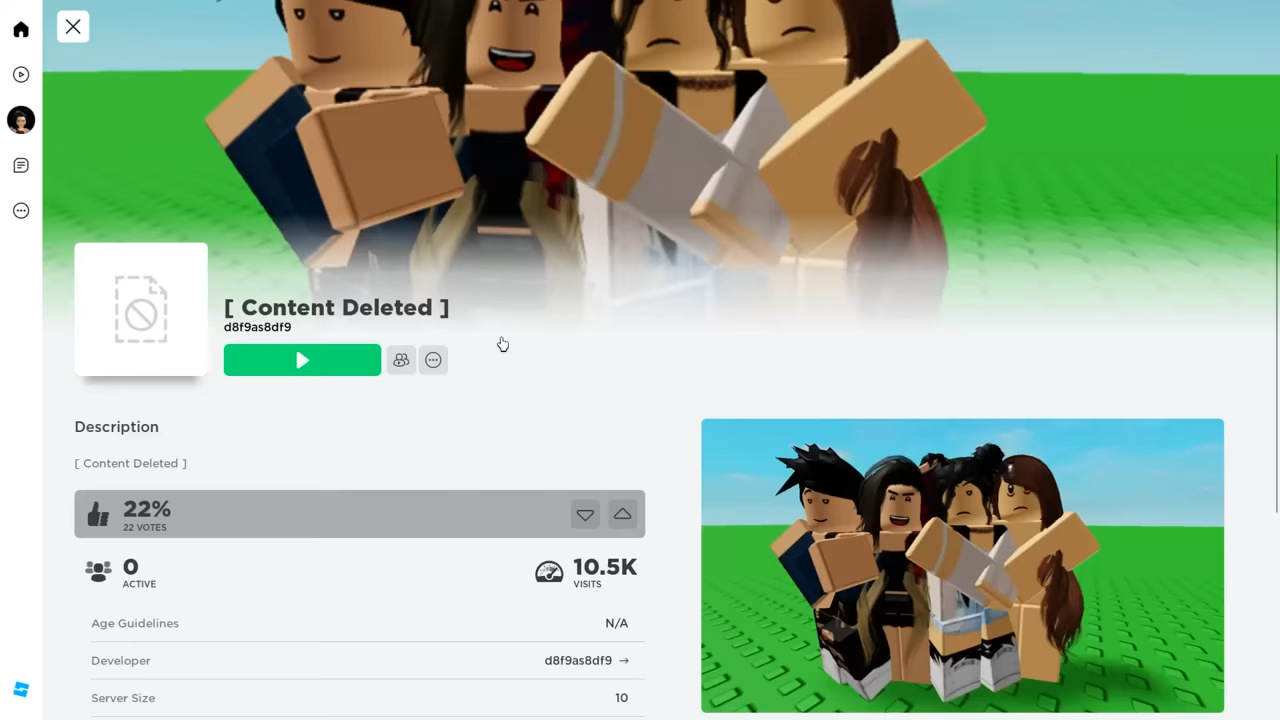 [ Content Deleted ]
d8f9as8df9
Description
[ Content Deleted ]
22%
22 VOTES
0
ACTIVE
10.5K
VISITS
Age Guidelines N/A
Developer d8f9as8df9 →
Server Size 10